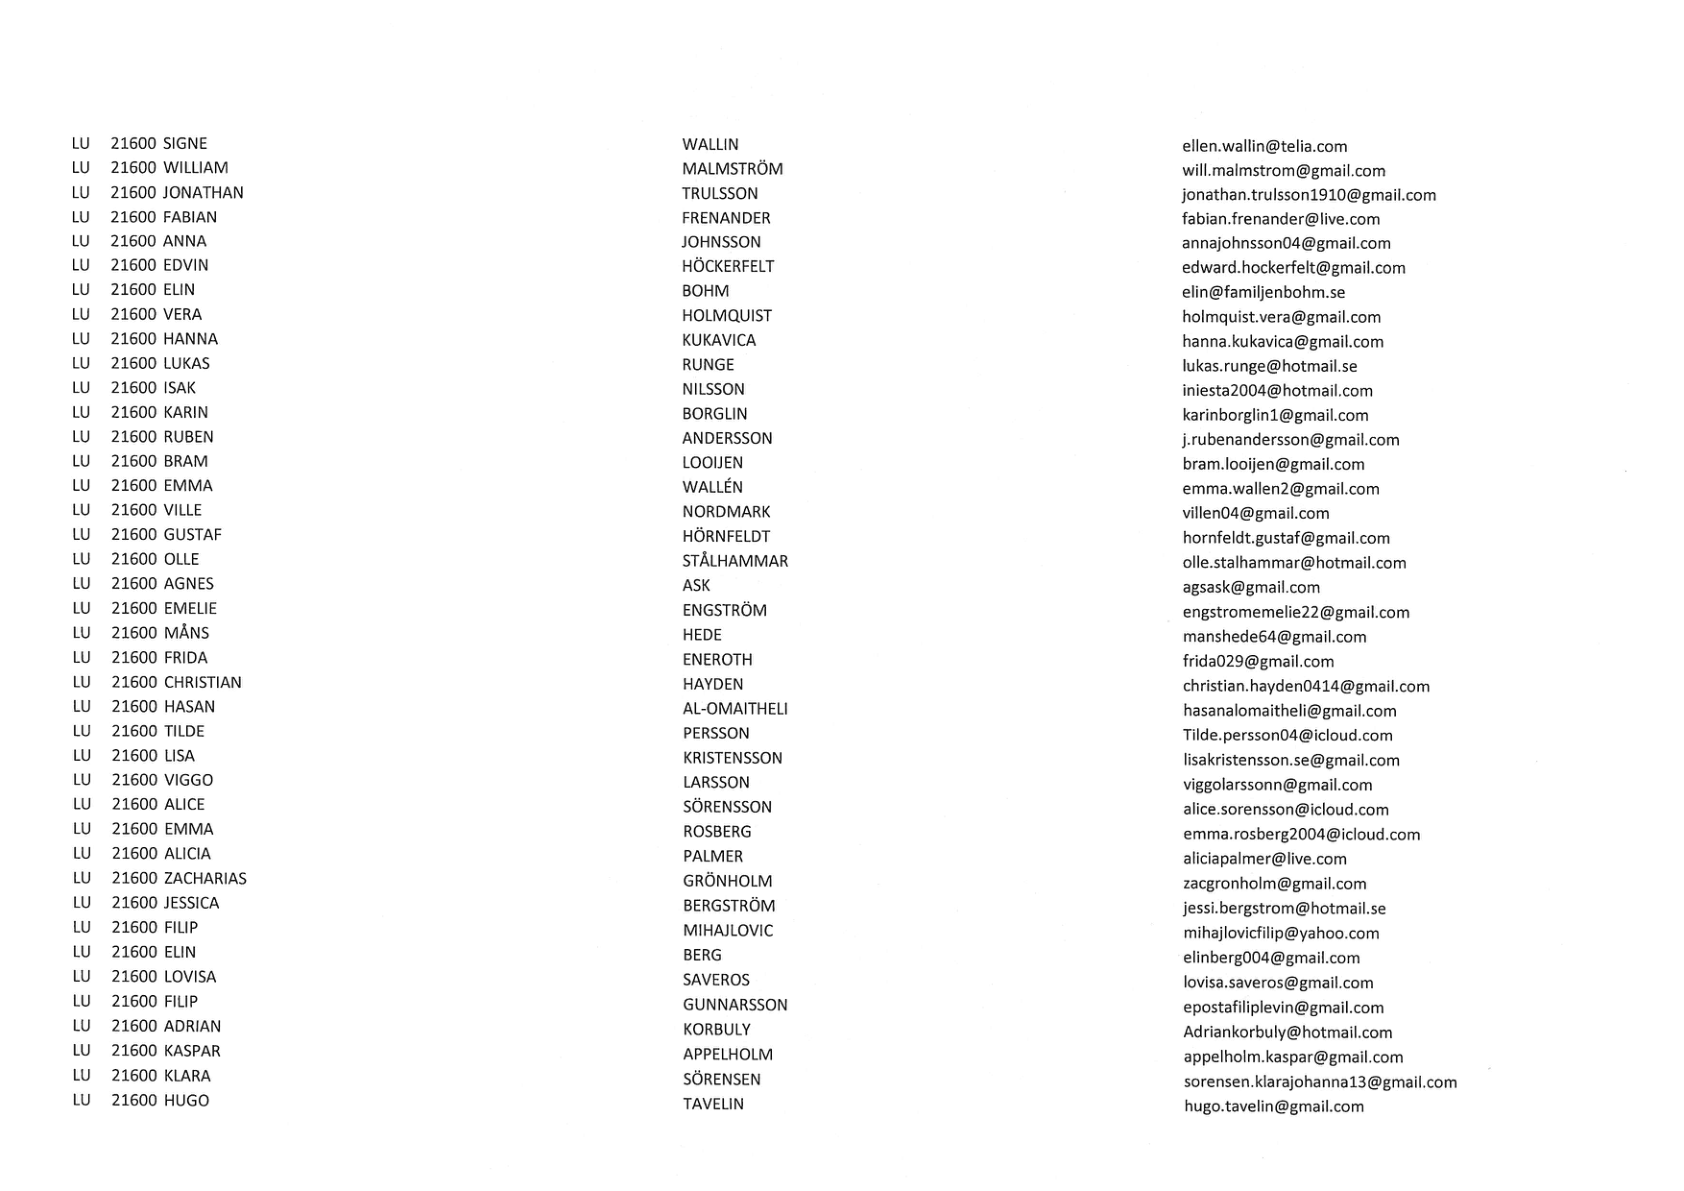 LU 21600 SIGNE WALLIN ellen.wallin@telia.com
LU 21600 WILLIAM MALMSTRÖM will.malmstrom@gmail.com
LU 21600 JONATHAN TRULSSON jonathan.trulsson1910@gmail.com
LU 21600 FABIAN FRENANDER fabian.frenander@live.com
LU 21600 ANNA JOHNSSON annajohnsson04@gmail.com
LU 21600 EDVIN HÖCKERFELT edward.hockerfelt@gmail.com
LU 21600 ELIN BOHM elin@familjenbohm.se
LU 21600 VERA HOLMQUIST holmquist.vera@gmail.com
LU 21600 HANNA KUKAVICA hanna.kukavica@gmail.com
LU 21600 LUKAS RUNGE lukas.runge@hotmail.se
LU 21600 ISAK NILSSON iniesta2004@hotmail.com
LU 21600 KARIN BORGLIN karinborglin1@gmail.com
LU 21600 RUBEN ANDERSSON j.rubenandersson@gmail.com
LU 21600 BRAM LOOIJEN bram.looijen@gmail.com
LU 21600 EMMA WALLÉN emma.wallen2@gmail.com
LU 21600 VILLE NORDMARK villen04@gmail.com
LU 21600 GUSTAF HÖRNFELDT hornfeldt.gustaf@gmail.com
LU 21600 OLLE STÅLHAMMAR olle.stalhammar@hotmail.com
LU 21600 AGNES ASK agsask@gmail.com
LU 21600 EMELIE ENGSTRÖM engstromemelie22@gmail.com
LU 21600 MÅNS HEDE manshede64@gmail.com
LU 21600 FRIDA ENEROTH frida029@gmail.com
LU 21600 CHRISTIAN HAYDEN christian.hayden0414@gmail.com
LU 21600 HASAN AL-OMAITHELI hasanalomaitheli@gmail.com
LU 21600 TILDE PERSSON Tilde.persson04@icloud.com
LU 21600 LISA KRISTENSSON lisakristensson.se@gmail.com
LU 21600 VIGGO LARSSON viggolarssonn@gmail.com
LU 21600 ALICE SÖRENSSON alice.sorensson@icloud.com
LU 21600 EMMA ROSBERG emma.rosberg2004@icloud.com
LU 21600 ALICIA PALMER aliciapalmer@live.com
LU 21600 ZACHARIAS GRÖNHOLM zacgronholm@gmail.com
LU 21600 JESSICA BERGSTRÖM jessi.bergstrom@hotmail.se
LU 21600 FILIP MIHAJLOVIC mihajlovicfilip@yahoo.com
LU 21600 ELIN BERG elinberg004@gmail.com
LU 21600 LOVISA SAVEROS lovisa.saveros@gmail.com
LU 21600 FILIP GUNNARSSON epostafiliplevin@gmail.com
LU 21600 ADRIAN KORBULY Adriankorbuly@hotmail.com
LU 21600 KASPAR APPELHOLM appelholm.kaspar@gmail.com
LU 21600 KLARA SÖRENSEN sorensen.klarajohanna13@gmail.com
LU 21600 HUGO TAVELIN hugo.tavelin@gmail.com